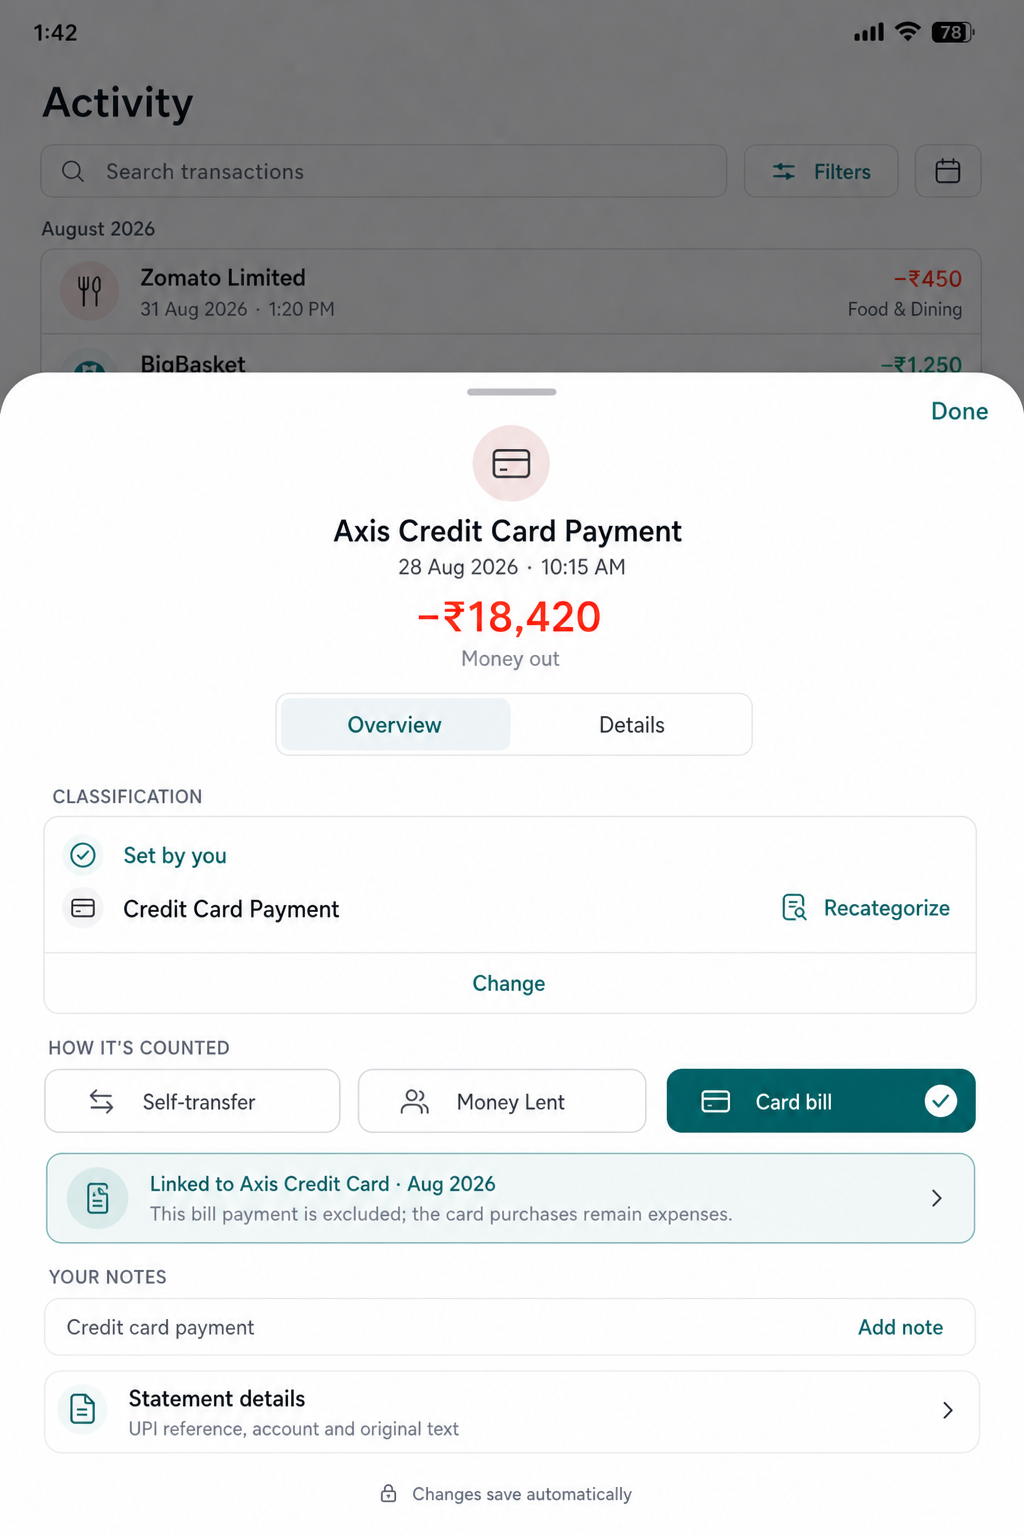 1:42
78
Activity
Search transactions
Filters
August 2026
Zomato Limited
−₹450
31 Aug 2026 · 1:20 PM
Food & Dining
BigBasket
−₹1,250
Done
Axis Credit Card Payment
28 Aug 2026 · 10:15 AM
−₹18,420
Money out
Overview
Details
CLASSIFICATION
Set by you
Credit Card Payment
Recategorize
Change
HOW IT'S COUNTED
Self-transfer
Money Lent
Card bill
Linked to Axis Credit Card · Aug 2026
This bill payment is excluded; the card purchases remain expenses.
YOUR NOTES
Credit card payment
Add note
Statement details
UPI reference, account and original text
Changes save automatically